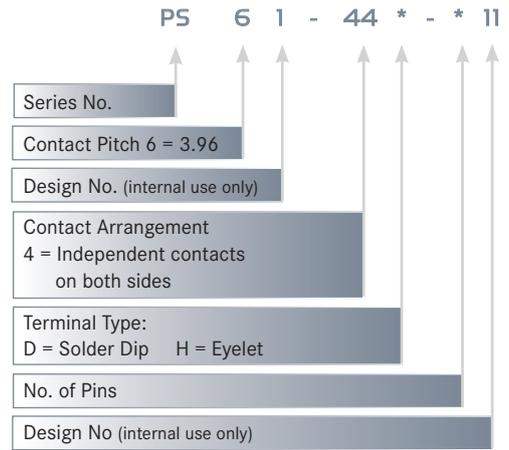 PS 6 1 - 44 * - * 11
Series No.
Contact Pitch 6 = 3.96
Design No. (internal use only)
Contact Arrangement
4 = Independent contacts
on both sides
Terminal Type:
D = Solder Dip H = Eyelet
No. of Pins
Design No (internal use only)